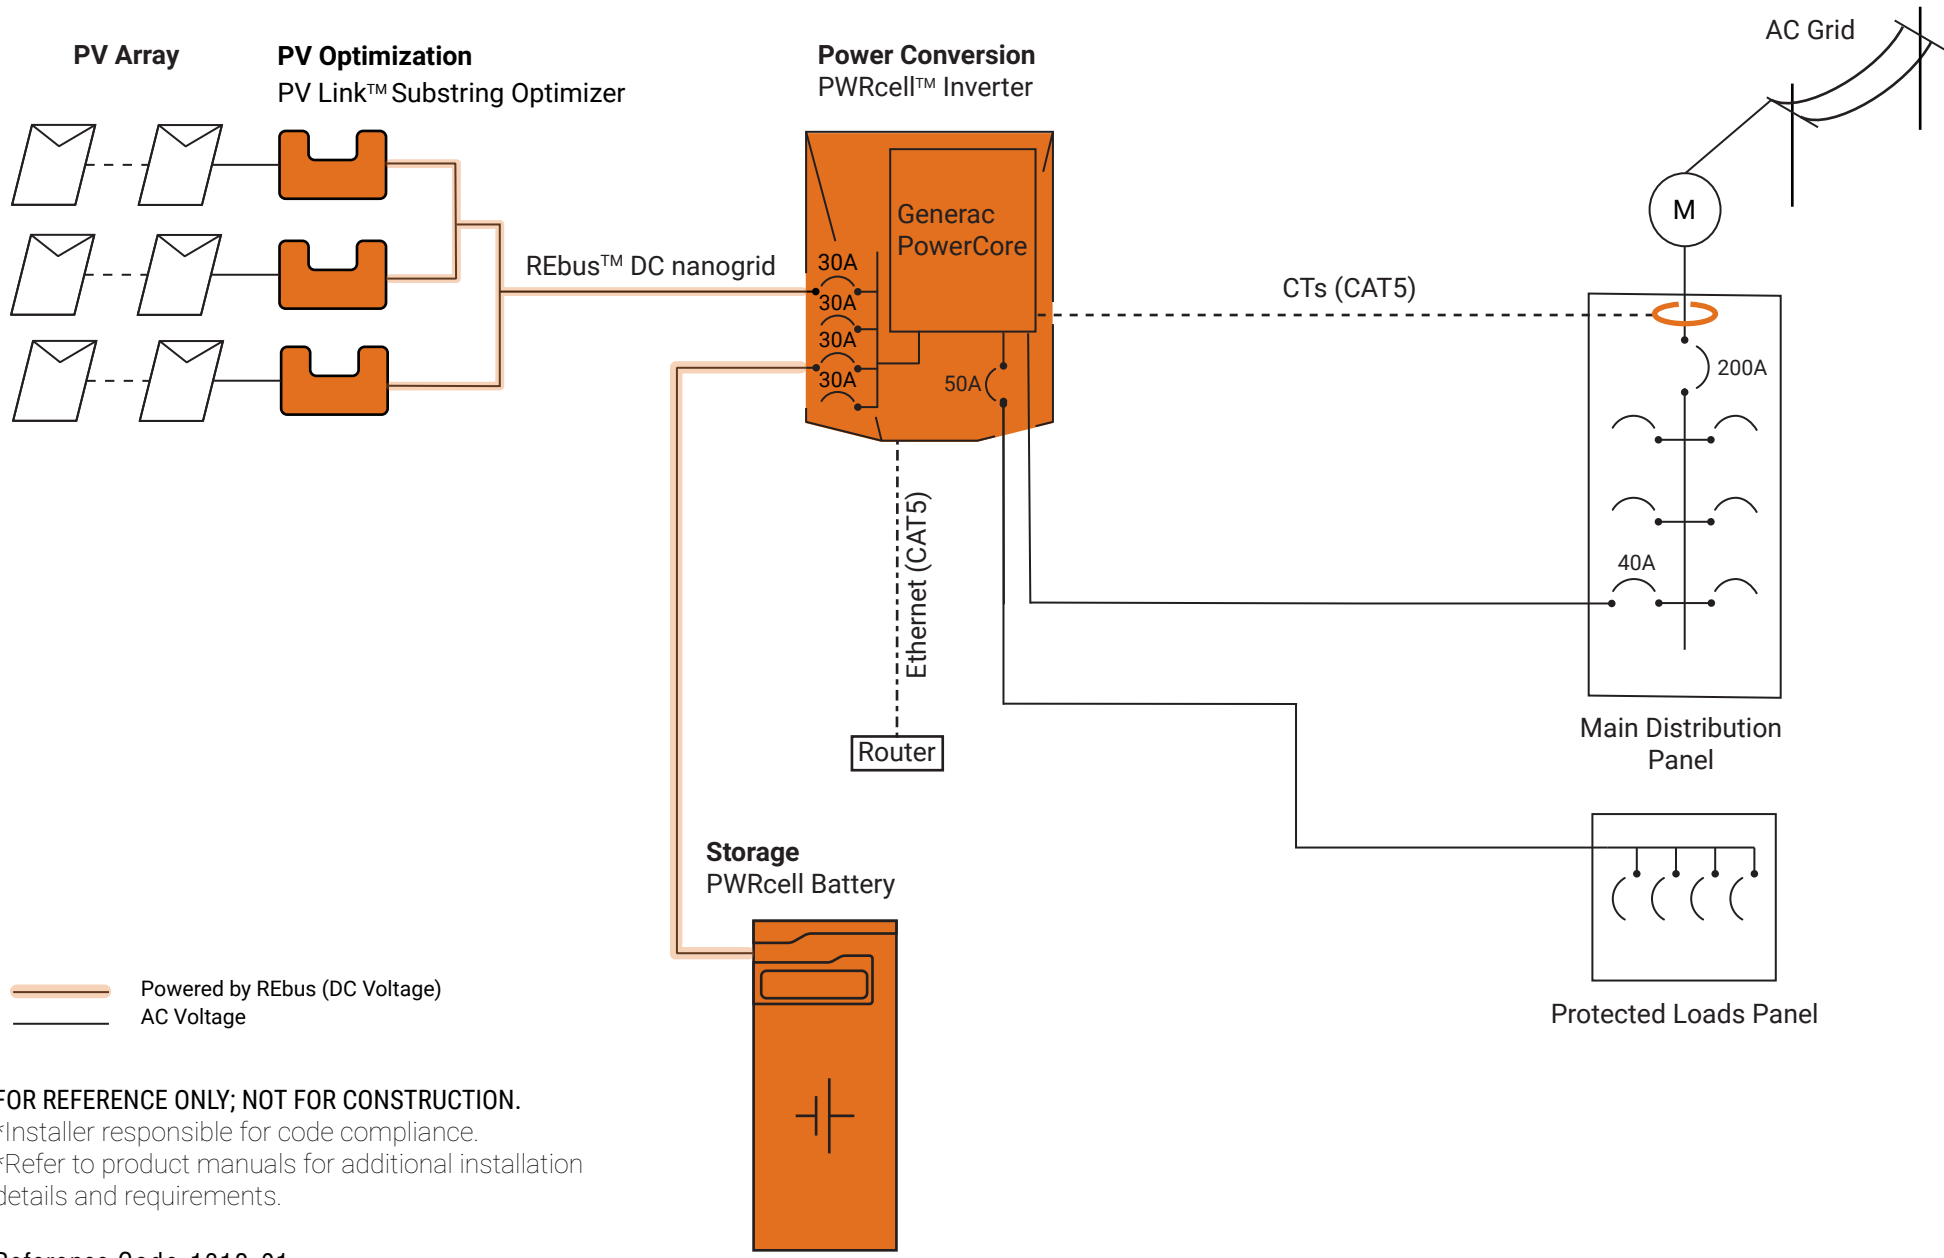 PV Array
PV Optimization
PV Link™ Substring Optimizer
Power Conversion
PWRcell™ Inverter
AC Grid
Generac
PowerCore
M
REbus™ DC nanogrid
30A
30A
30A
30A
50A
CTs (CAT5)
200A
40A
Ethernet (CAT5)
Router
Main Distribution
Panel
Storage
PWRcell Battery
Protected Loads Panel
Powered by REbus (DC Voltage)
AC Voltage
FOR REFERENCE ONLY; NOT FOR CONSTRUCTION.
*Installer responsible for code compliance.
*Refer to product manuals for additional installation
details and requirements.